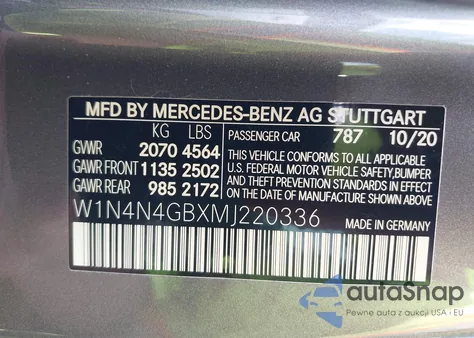 MFD BY MERCEDES-BENZ AG STUTTGART
KG LBS
PASSENGER CAR 787 10/20
GVWR 2070 4564
GAWR FRONT 1135 2502
GAWR REAR 985 2172
THIS VEHICLE CONFORMS TO ALL APPLICABLE
U.S. FEDERAL MOTOR VEHICLE SAFETY, BUMPER
AND THEFT PREVENTION STANDARDS IN EFFECT
ON THE DATE OF MANUFACTURE SHOWN ABOVE.
W1N4N4GBXMJ220336
MADE IN GERMANY
autoSnap
Pewne auta z aukcji USA i EU